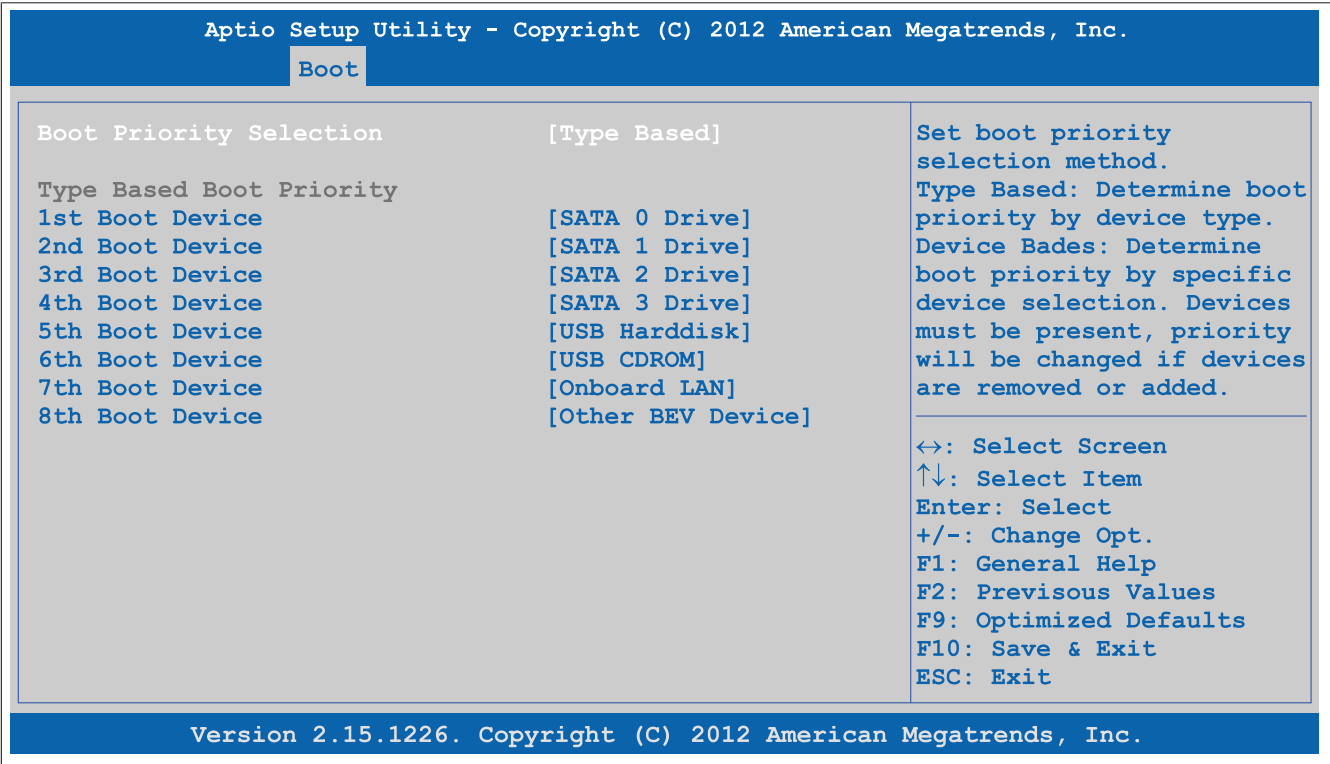 Aptio Setup Utility - Copyright (C) 2012 American Megatrends, Inc.
Boot
Boot Priority Selection [Type Based]
Type Based Boot Priority
1st Boot Device [SATA 0 Drive]
2nd Boot Device [SATA 1 Drive]
3rd Boot Device [SATA 2 Drive]
4th Boot Device [SATA 3 Drive]
5th Boot Device [USB Harddisk]
6th Boot Device [USB CDROM]
7th Boot Device [Onboard LAN]
8th Boot Device [Other BEV Device]
Set boot priority
selection method.
Type Based: Determine boot
priority by device type.
Device Bades: Determine
boot priority by specific
device selection. Devices
must be present, priority
will be changed if devices
are removed or added.
↔: Select Screen
↑↓: Select Item
Enter: Select
+/-: Change Opt.
F1: General Help
F2: Previsous Values
F9: Optimized Defaults
F10: Save & Exit
ESC: Exit
Version 2.15.1226. Copyright (C) 2012 American Megatrends, Inc.